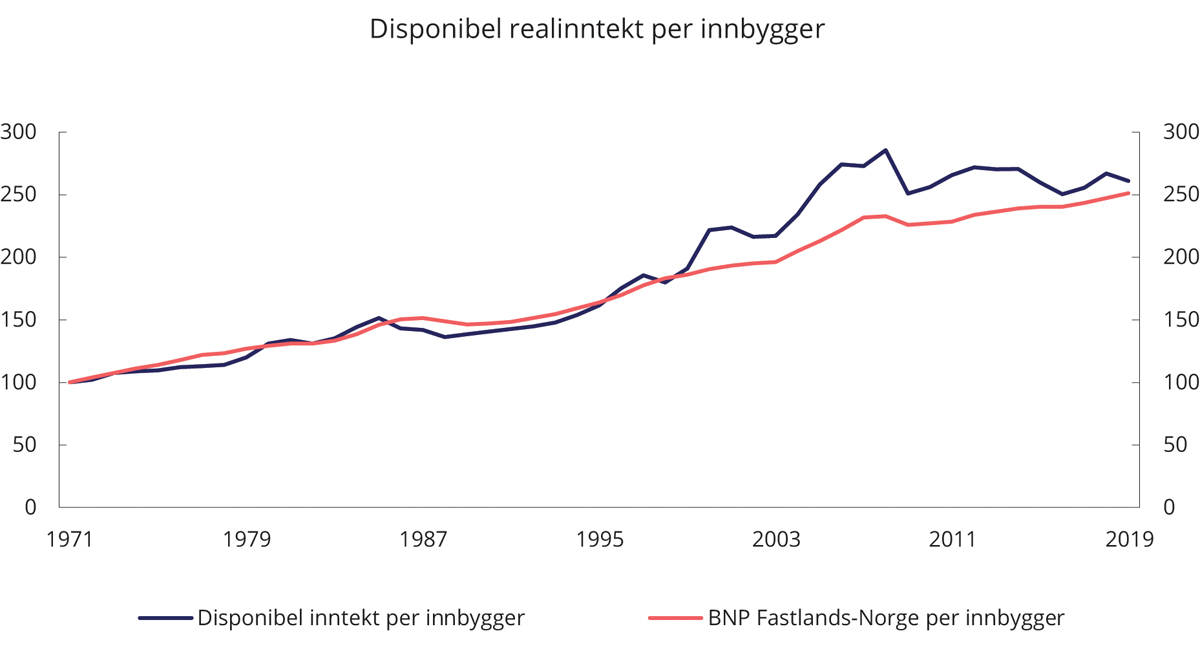 Disponibel realinntekt per innbygger
300 300
250 250
200 200
150 150
100 100
50 50
0 0
1971 1979 1987 1995 2003 2011 2019
Disponibel inntekt per innbygger BNP Fastlands-Norge per innbygger